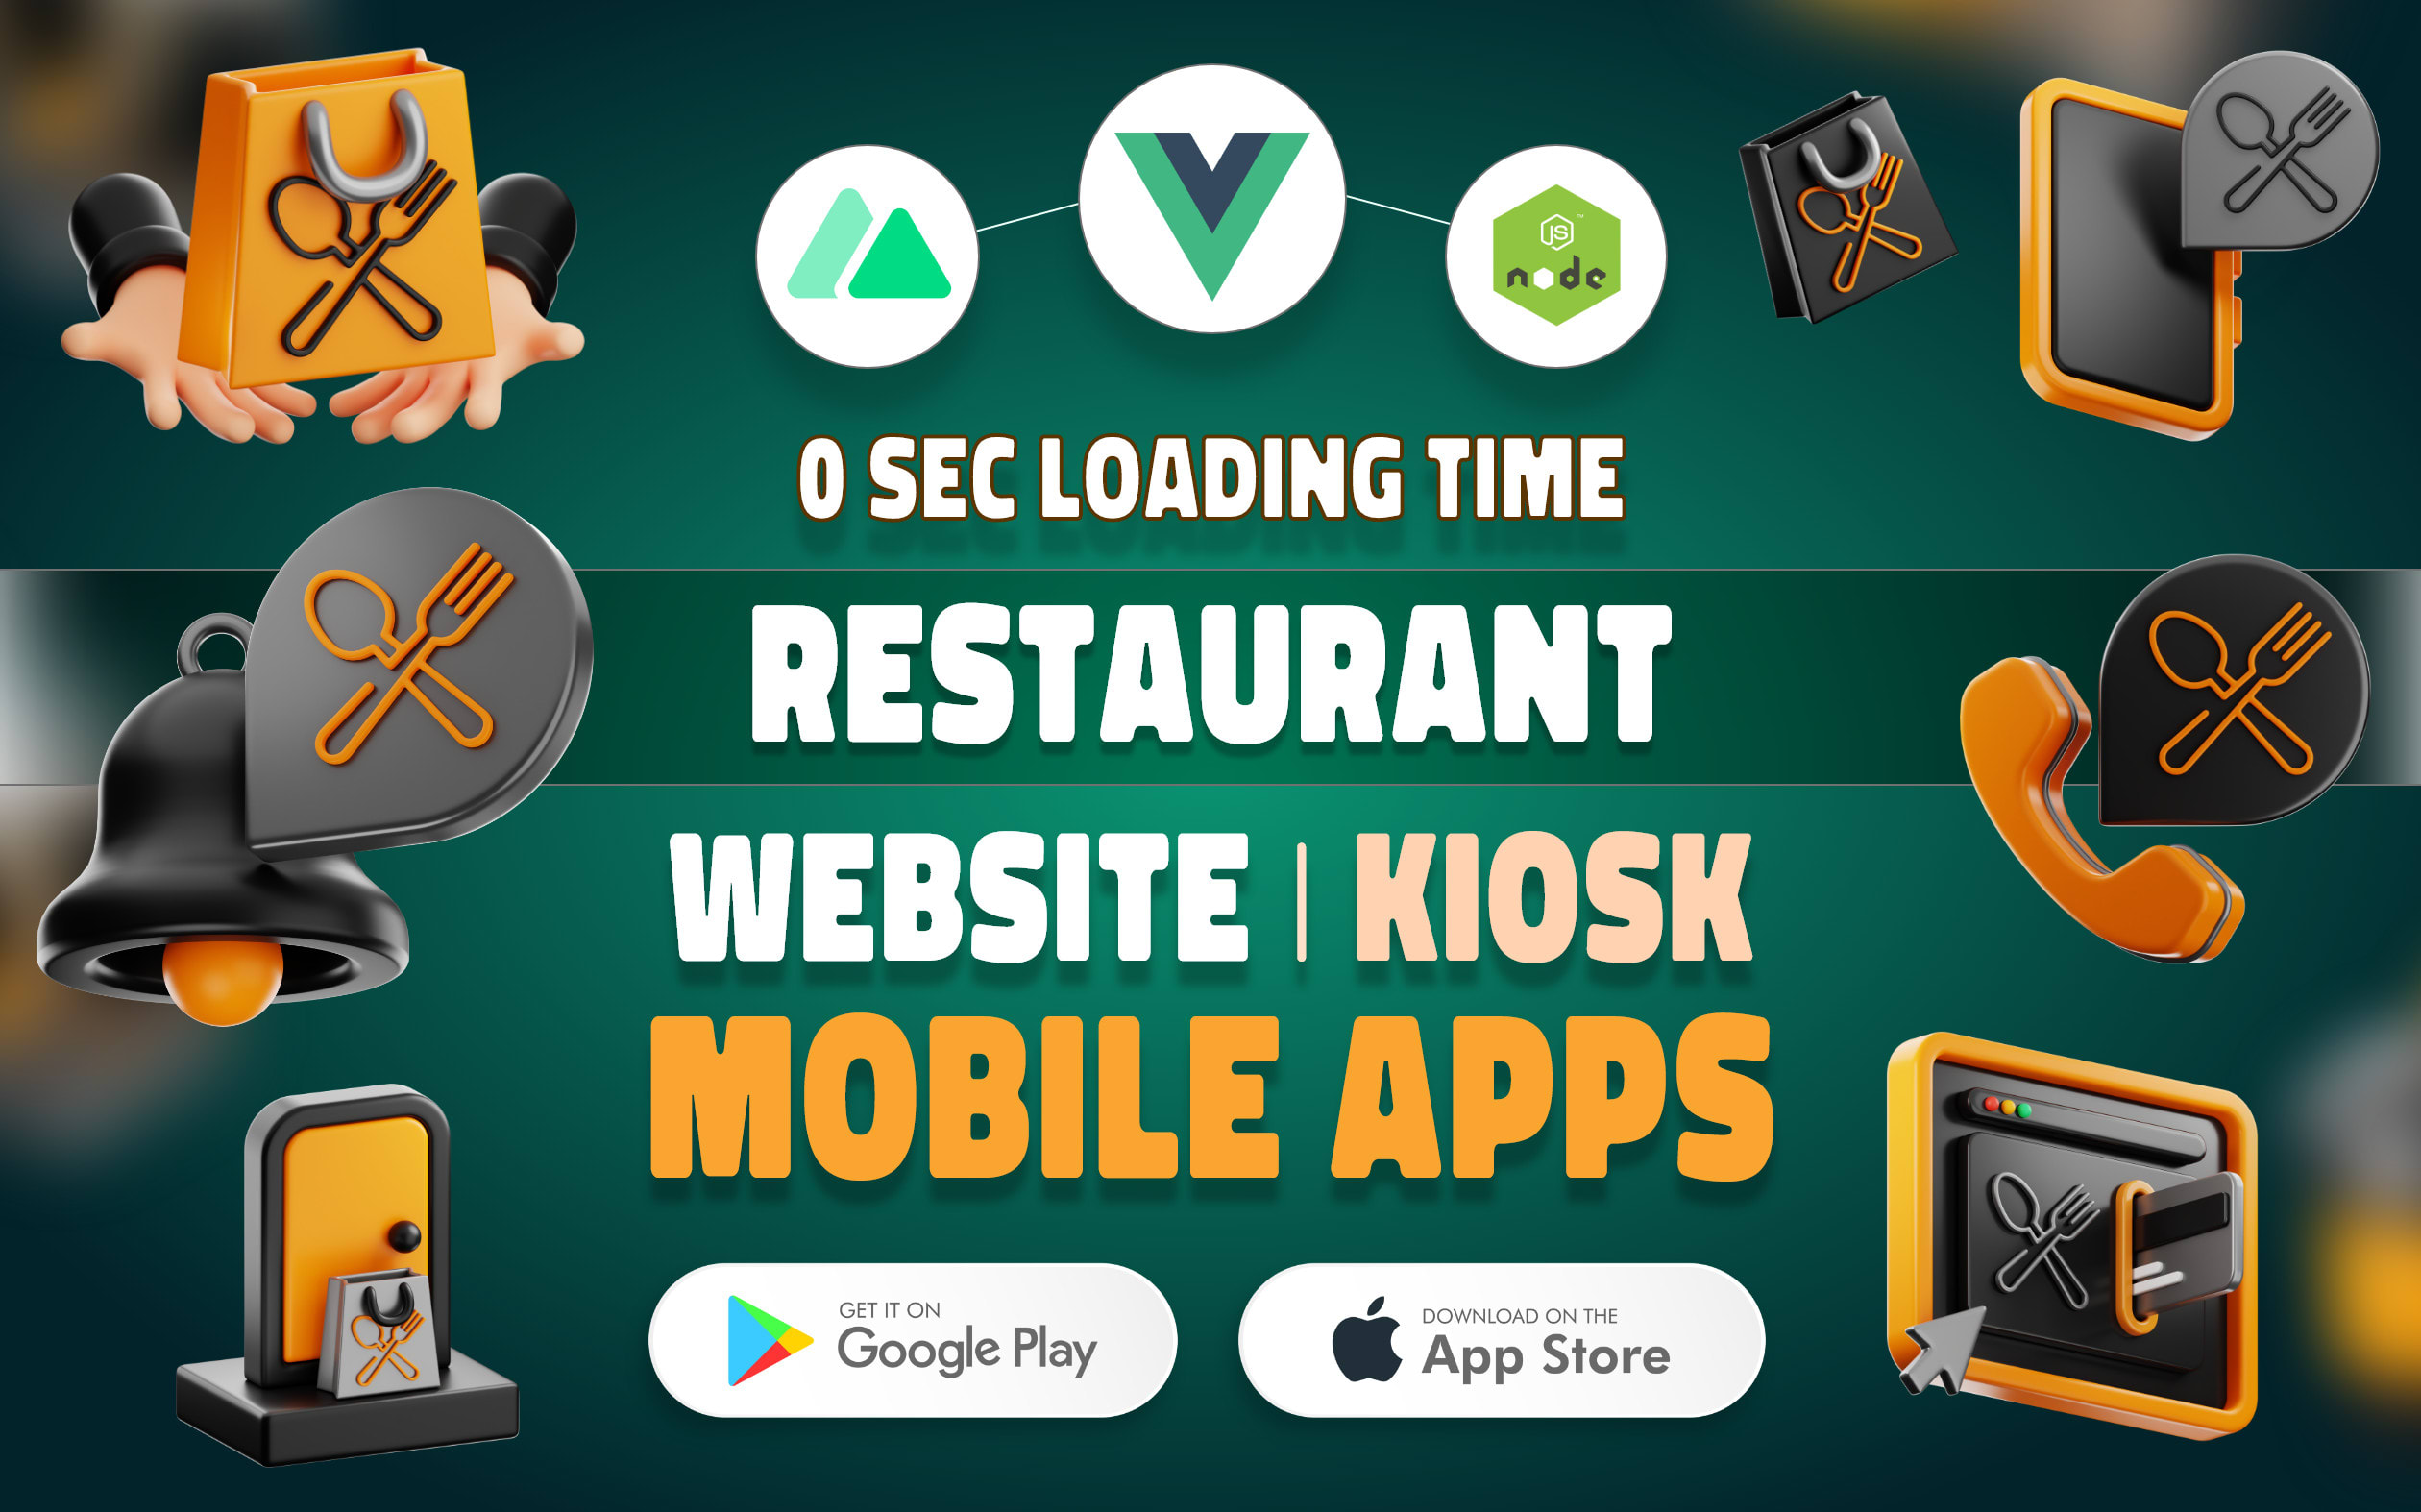 JS
node
™
0 SEC LOADING TIME
RESTAURANT
WEBSITE | KIOSK
MOBILE APPS
GET IT ON
Google Play
DOWNLOAD ON THE
App Store